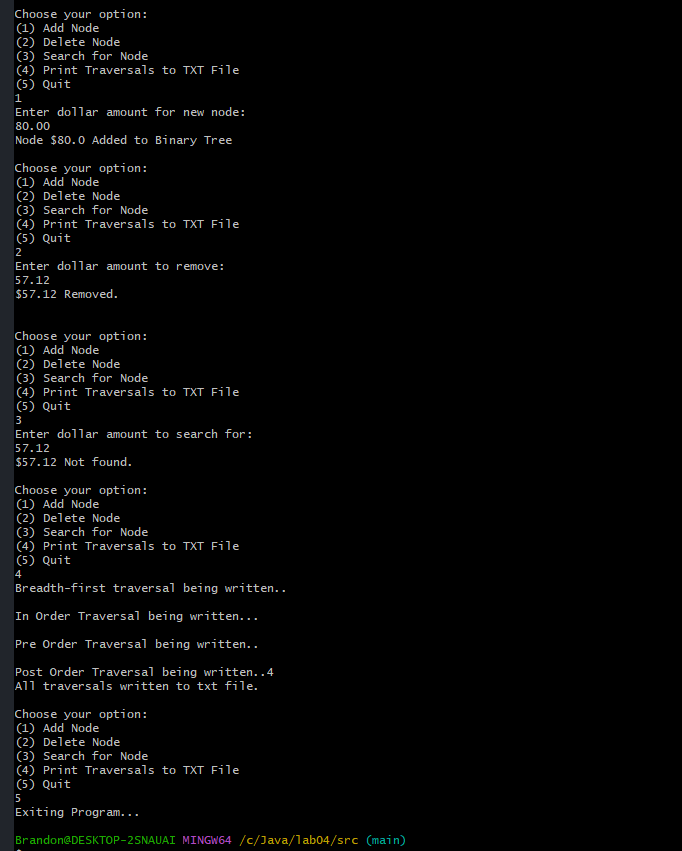 Choose your option:
(1) Add Node
(2) Delete Node
(3) Search for Node
(4) Print Traversals to TXT File
(5) Quit
1
Enter dollar amount for new node:
80.00
Node $80.0 Added to Binary Tree
Choose your option:
(1) Add Node
(2) Delete Node
(3) Search for Node
(4) Print Traversals to TXT File
(5) Quit
2
Enter dollar amount to remove:
57.12
$57.12 Removed.
Choose your option:
(1) Add Node
(2) Delete Node
(3) Search for Node
(4) Print Traversals to TXT File
(5) Quit
3
Enter dollar amount to search for:
57.12
$57.12 Not found.
Choose your option:
(1) Add Node
(2) Delete Node
(3) Search for Node
(4) Print Traversals to TXT File
(5) Quit
4
Breadth-first traversal being written..
In Order Traversal being written...
Pre Order Traversal being written..
Post Order Traversal being written..4
All traversals written to txt file.
Choose your option:
(1) Add Node
(2) Delete Node
(3) Search for Node
(4) Print Traversals to TXT File
(5) Quit
5
Exiting Program...
Brandon@DESKTOP-2SNAUAI MINGW64 /c/Java/lab04/src (main)